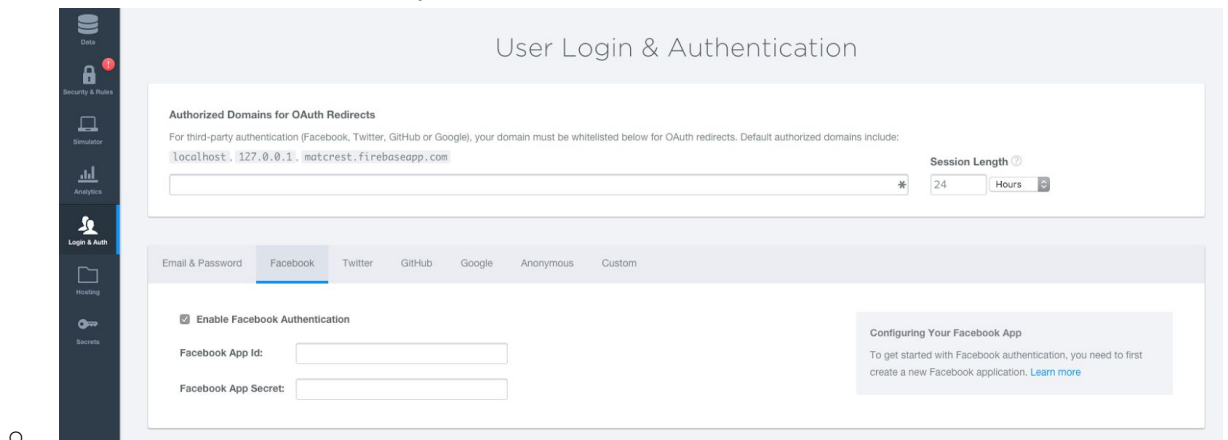 Data
User Login & Authentication
Security & Rules
Authorized Domains for OAuth Redirects
For third-party authentication (Facebook, Twitter, GitHub or Google), your domain must be whitelisted below for OAuth redirects. Default authorized domains include:
localhost, 127.0.0.1, matcrest.firebaseapp.com
Simulator
Session Length ?
24 Hours
Analytics
Login & Auth
Email & Password Facebook Twitter GitHub Google Anonymous Custom
Hosting
Enable Facebook Authentication
Secrets
Facebook App Id:
Facebook App Secret:
Configuring Your Facebook App
To get started with Facebook authentication, you need to first
create a new Facebook application. Learn more